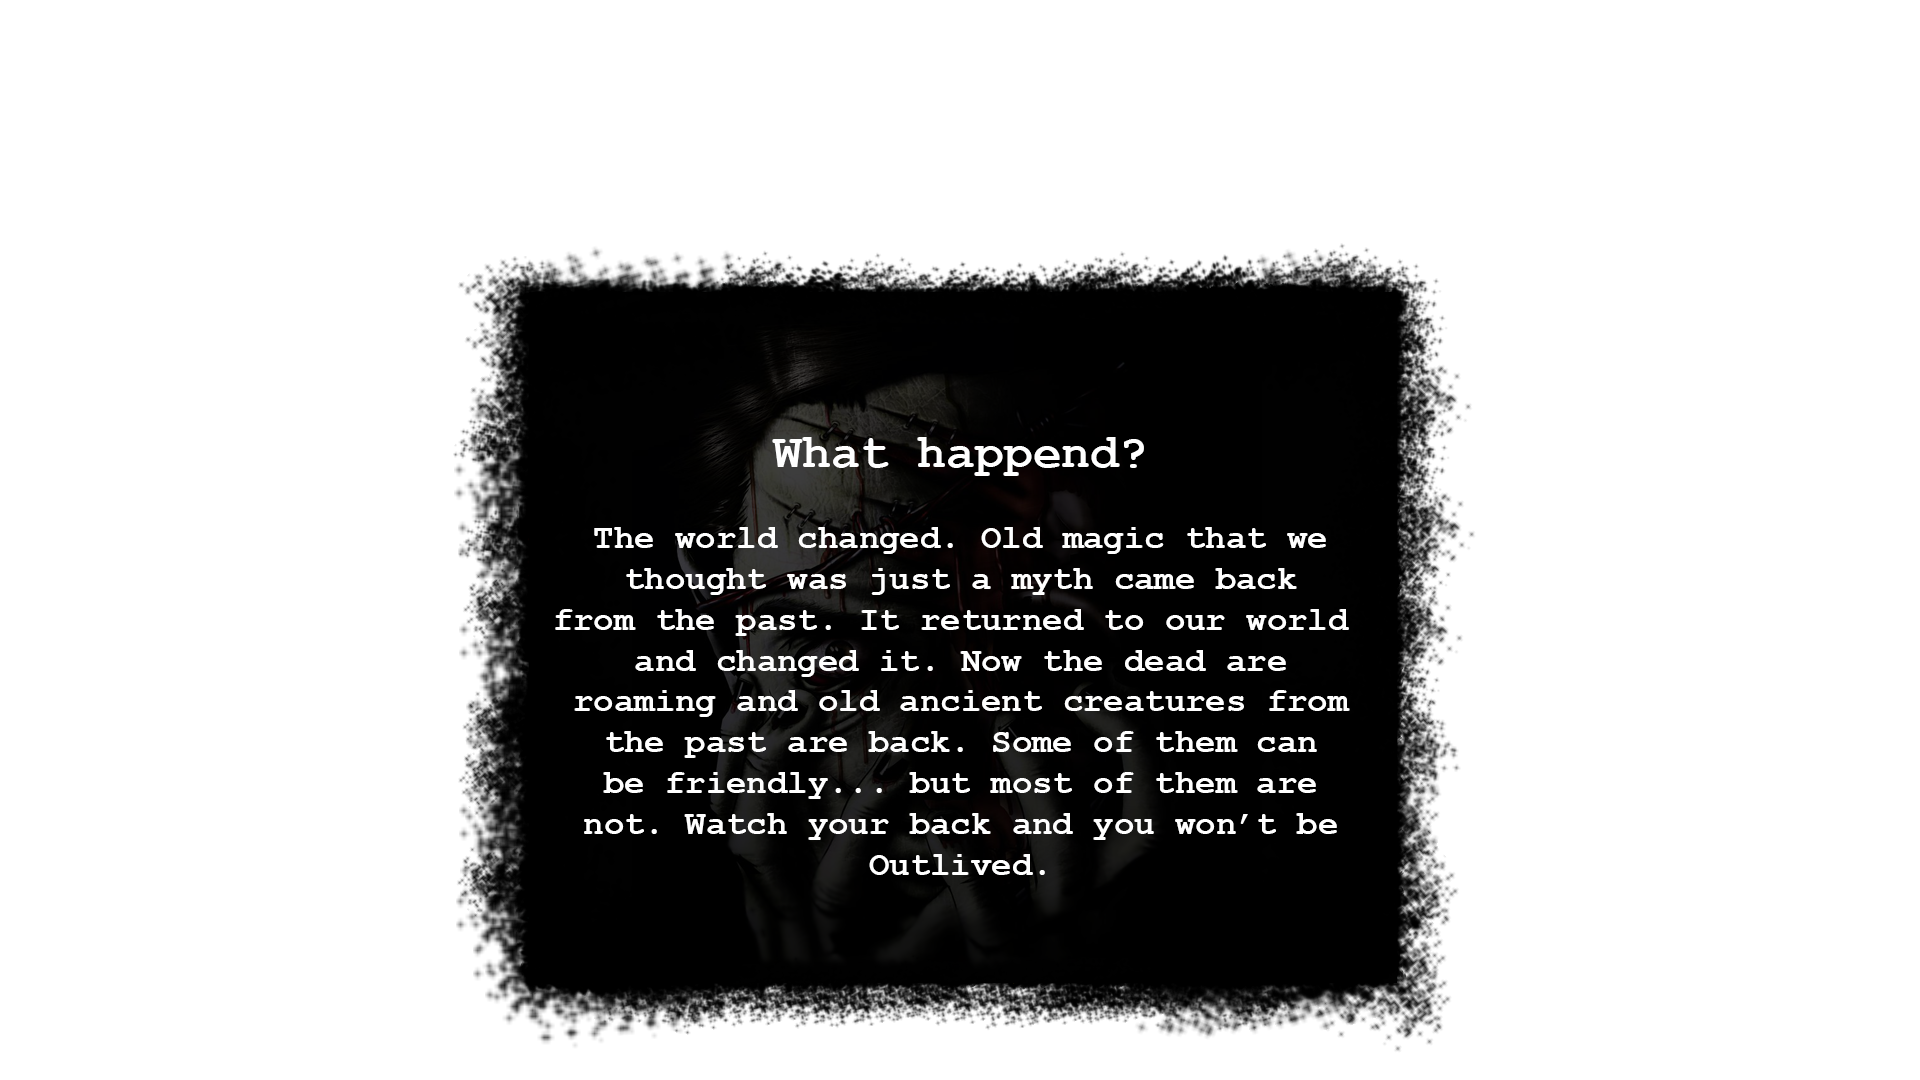 What happend?
The world changed. Old magic that we
thought was just a myth came back
from the past. It returned to our world
and changed it. Now the dead are
roaming and old ancient creatures from
the past are back. Some of them can
be friendly... but most of them are
not. Watch your back and you won’t be
Outlived.